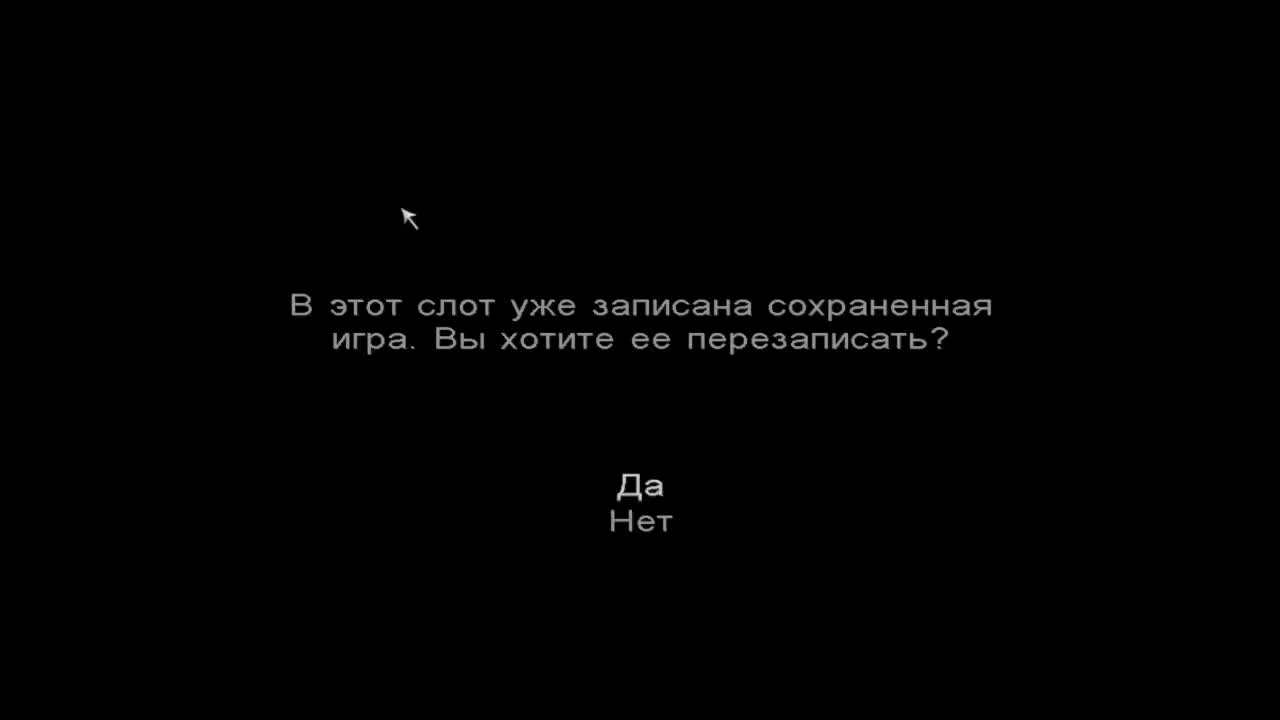 В этот слот уже записана сохраненная
игра. Вы хотите ее перезаписать?
Да
Нет